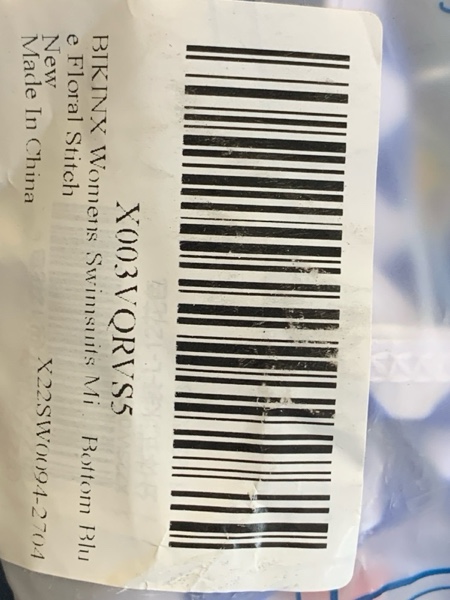 X003VQRVS5
BIKINX Womens Swimsuits Mi... Bottom Blu
e Floral Stitch
New
Made In China X22SW0094-2704